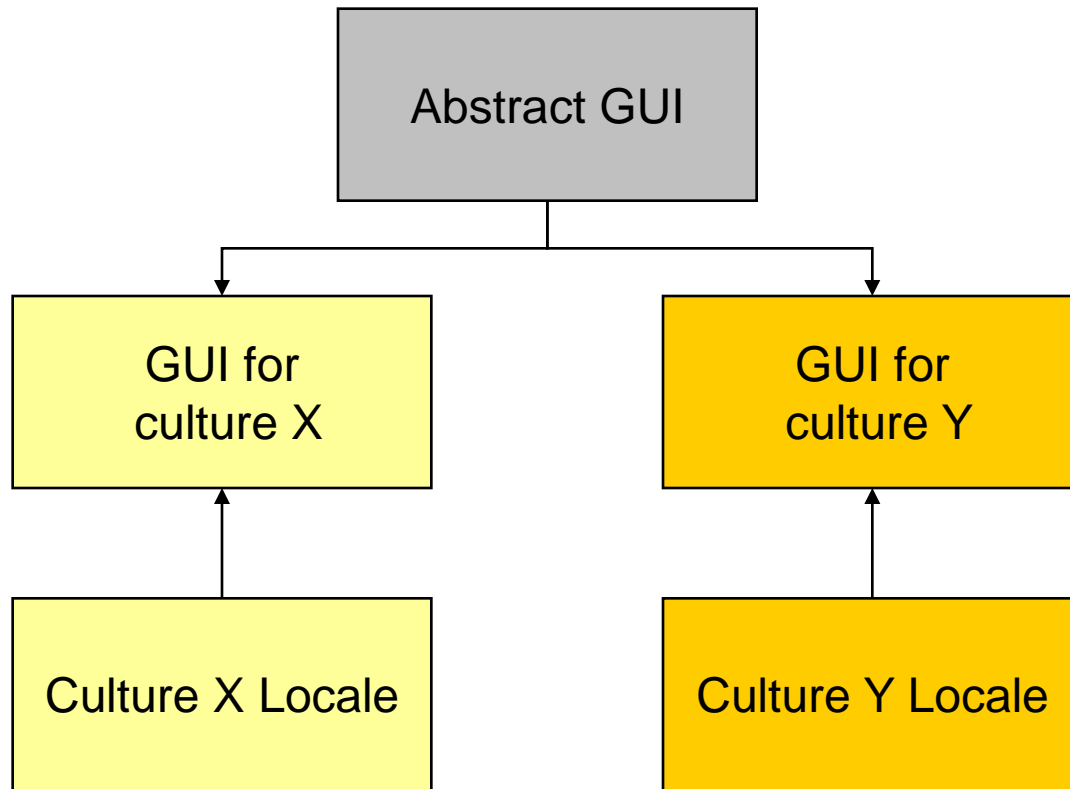 Abstract GUI
GUI for
culture X
GUI for
culture Y
Culture X Locale
Culture Y Locale